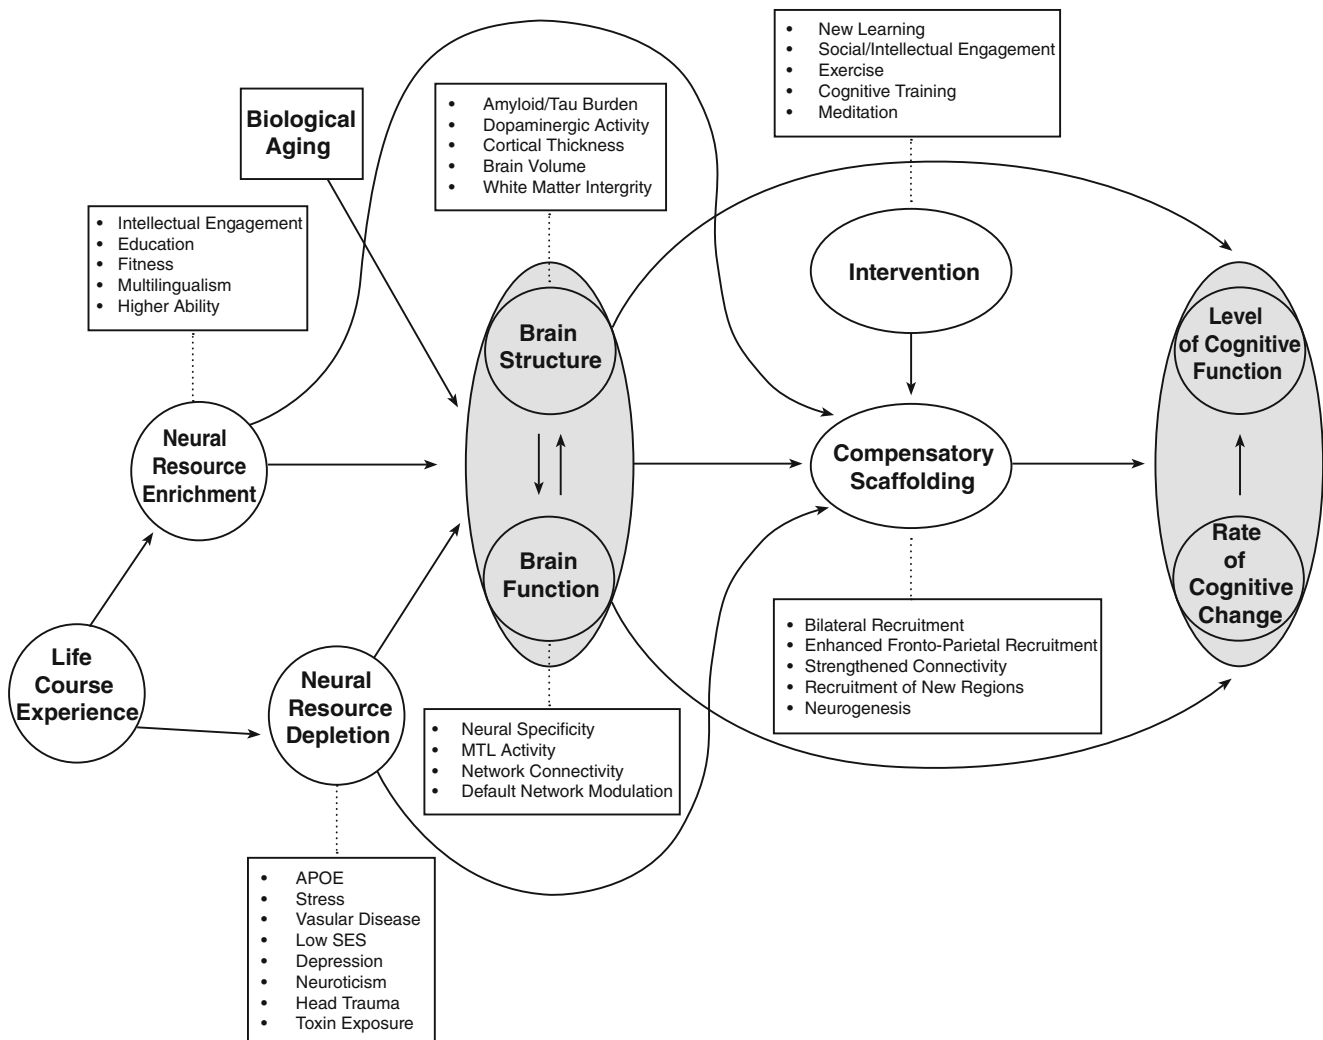 • New Learning
• Social/Intellectual Engagement
• Exercise
• Cognitive Training
• Meditation
Biological
Aging
• Amyloid/Tau Burden
• Dopaminergic Activity
• Cortical Thickness
• Brain Volume
• White Matter Intergrity
• Intellectual Engagement
• Education
• Fitness
• Multilingualism
• Higher Ability
Intervention
Brain
Structure
Level
of Cognitive
Function
Neural
Resource
Enrichment
Compensatory
Scaffolding
Brain
Function
Rate
of
Cognitive
Change
Life
Course
Experience
Neural
Resource
Depletion
• Bilateral Recruitment
• Enhanced Fronto-Parietal Recruitment
• Strengthened Connectivity
• Recruitment of New Regions
• Neurogenesis
• Neural Specificity
• MTL Activity
• Network Connectivity
• Default Network Modulation
• APOE
• Stress
• Vasular Disease
• Low SES
• Depression
• Neuroticism
• Head Trauma
• Toxin Exposure